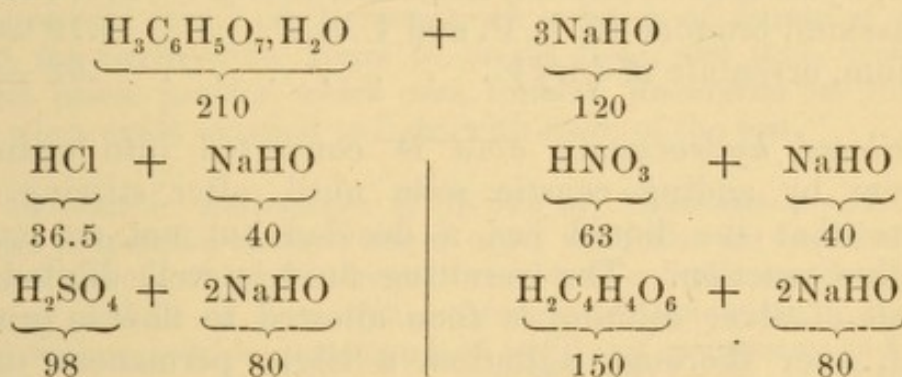 H₃C₆H₅O₇,H₂O + 3NaHO
210 120
HCl + NaHO | HNO₃ + NaHO
36.5 40 | 63 40
H₂SO₄ + 2NaHO | H₂C₄H₄O₆ + 2NaHO
98 80 | 150 80